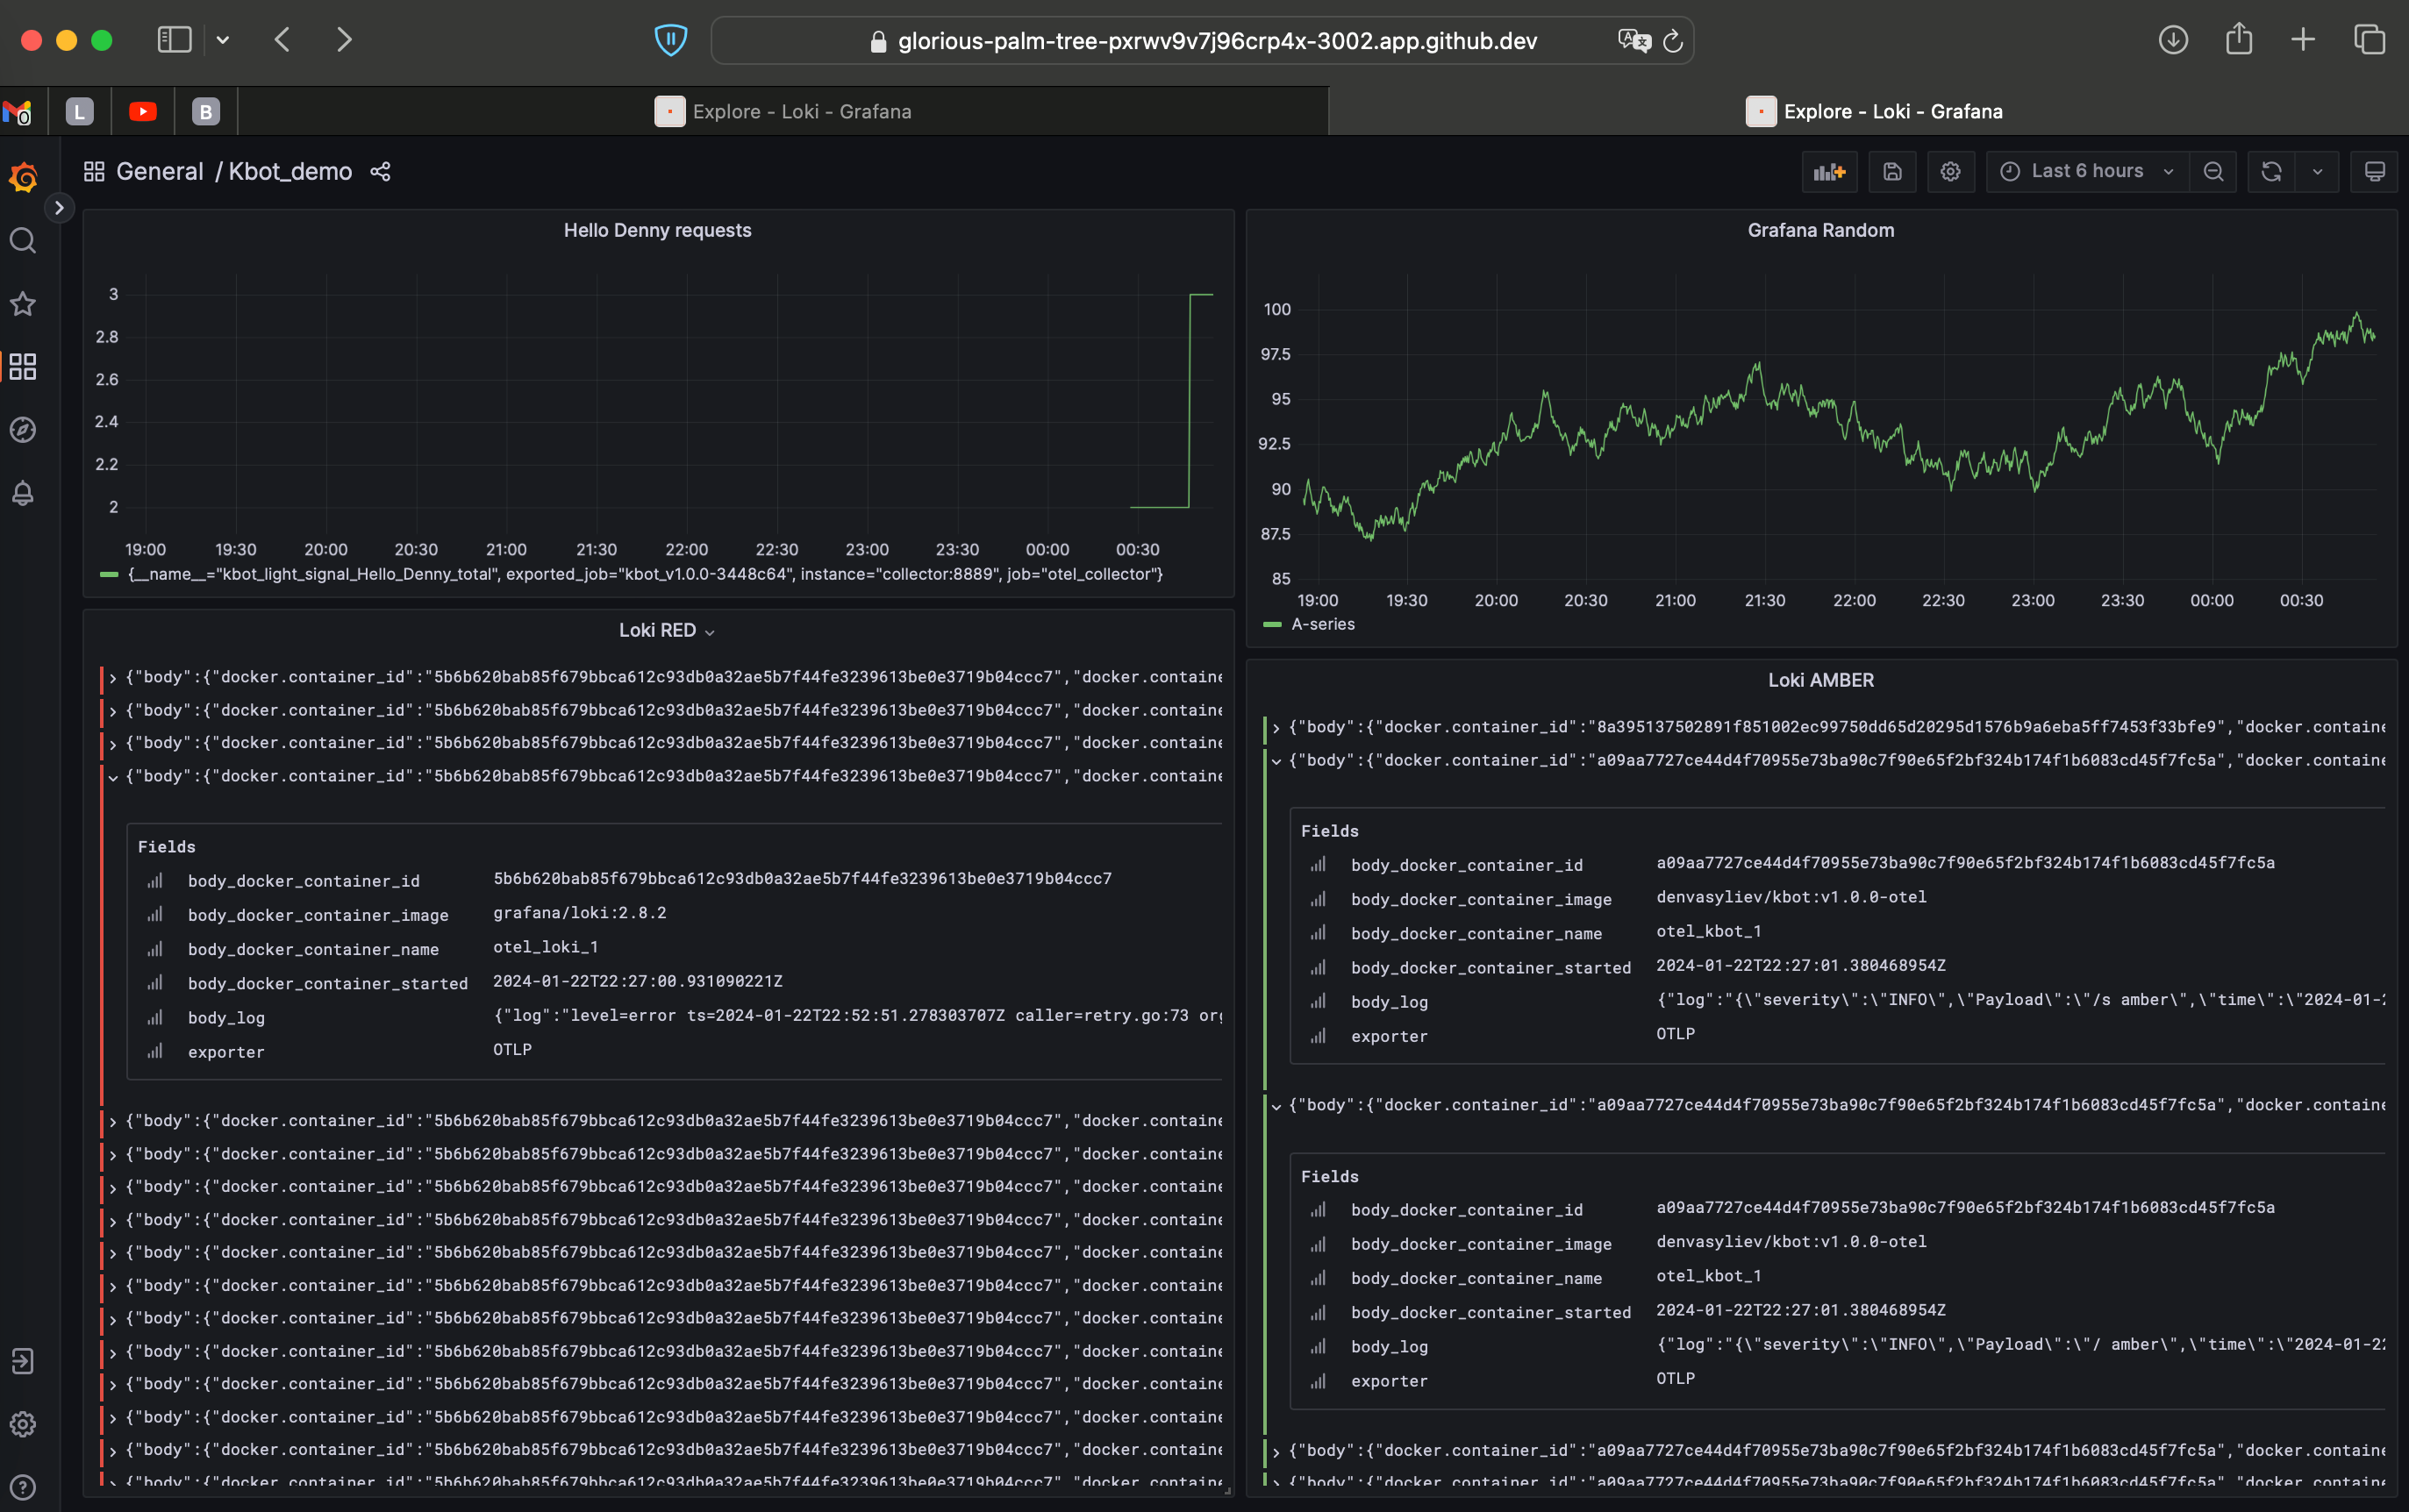 glorious-palm-tree-pxrwv9v7j96crp4x-3002.app.github.dev
L B Explore - Loki - Grafana Explore - Loki - Grafana
General / Kbot_demo
Last 6 hours
Hello Denny requests
3
2.8
2.6
2.4
2.2
2
19:00 19:30 20:00 20:30 21:00 21:30 22:00 22:30 23:00 23:30 00:00 00:30
{__name__="kbot_light_signal_Hello_Denny_total", exported_job="kbot_v1.0.0-3448c64", instance="collector:8889", job="otel_collector"}
Grafana Random
100
97.5
95
92.5
90
87.5
85
19:00 19:30 20:00 20:30 21:00 21:30 22:00 22:30 23:00 23:30 00:00 00:30
A-series
Loki RED
{"body":{"docker.container_id":"5b6b620bab85f679bbca612c93db0a32ae5b7f44fe3239613be0e3719b04ccc7","docker.containe
{"body":{"docker.container_id":"5b6b620bab85f679bbca612c93db0a32ae5b7f44fe3239613be0e3719b04ccc7","docker.containe
{"body":{"docker.container_id":"5b6b620bab85f679bbca612c93db0a32ae5b7f44fe3239613be0e3719b04ccc7","docker.containe
{"body":{"docker.container_id":"5b6b620bab85f679bbca612c93db0a32ae5b7f44fe3239613be0e3719b04ccc7","docker.containe
Fields
body_docker_container_id 5b6b620bab85f679bbca612c93db0a32ae5b7f44fe3239613be0e3719b04ccc7
body_docker_container_image grafana/loki:2.8.2
body_docker_container_name otel_loki_1
body_docker_container_started 2024-01-22T22:27:00.931090221Z
body_log {"log":"level=error ts=2024-01-22T22:52:51.278303707Z caller=retry.go:73 org
exporter OTLP
{"body":{"docker.container_id":"5b6b620bab85f679bbca612c93db0a32ae5b7f44fe3239613be0e3719b04ccc7","docker.containe
{"body":{"docker.container_id":"5b6b620bab85f679bbca612c93db0a32ae5b7f44fe3239613be0e3719b04ccc7","docker.containe
{"body":{"docker.container_id":"5b6b620bab85f679bbca612c93db0a32ae5b7f44fe3239613be0e3719b04ccc7","docker.containe
{"body":{"docker.container_id":"5b6b620bab85f679bbca612c93db0a32ae5b7f44fe3239613be0e3719b04ccc7","docker.containe
{"body":{"docker.container_id":"5b6b620bab85f679bbca612c93db0a32ae5b7f44fe3239613be0e3719b04ccc7","docker.containe
{"body":{"docker.container_id":"5b6b620bab85f679bbca612c93db0a32ae5b7f44fe3239613be0e3719b04ccc7","docker.containe
{"body":{"docker.container_id":"5b6b620bab85f679bbca612c93db0a32ae5b7f44fe3239613be0e3719b04ccc7","docker.containe
{"body":{"docker.container_id":"5b6b620bab85f679bbca612c93db0a32ae5b7f44fe3239613be0e3719b04ccc7","docker.containe
{"body":{"docker.container_id":"5b6b620bab85f679bbca612c93db0a32ae5b7f44fe3239613be0e3719b04ccc7","docker.containe
{"body":{"docker.container_id":"5b6b620bab85f679bbca612c93db0a32ae5b7f44fe3239613be0e3719b04ccc7","docker.containe
{"body":{"docker.container_id":"5b6b620bab85f679bbca612c93db0a32ae5b7f44fe3239613be0e3719b04ccc7","docker.containe
{"body":{"docker.container_id":"5b6b620bab85f679bbca612c93db0a32ae5b7f44fe3239613be0e3719b04ccc7","docker.containe
Loki AMBER
{"body":{"docker.container_id":"8a395137502891f851002ec99750dd65d20295d1576b9a6eba5ff7453f33bfe9","docker.containe
{"body":{"docker.container_id":"a09aa7727ce44d4f70955e73ba90c7f90e65f2bf324b174f1b6083cd45f7fc5a","docker.containe
Fields
body_docker_container_id a09aa7727ce44d4f70955e73ba90c7f90e65f2bf324b174f1b6083cd45f7fc5a
body_docker_container_image denvasyliev/kbot:v1.0.0-otel
body_docker_container_name otel_kbot_1
body_docker_container_started 2024-01-22T22:27:01.380468954Z
body_log {"log":"{\"severity\":\"INFO\",\"Payload\":\"/s amber\",\"time\":\"2024-01-2
exporter OTLP
{"body":{"docker.container_id":"a09aa7727ce44d4f70955e73ba90c7f90e65f2bf324b174f1b6083cd45f7fc5a","docker.containe
Fields
body_docker_container_id a09aa7727ce44d4f70955e73ba90c7f90e65f2bf324b174f1b6083cd45f7fc5a
body_docker_container_image denvasyliev/kbot:v1.0.0-otel
body_docker_container_name otel_kbot_1
body_docker_container_started 2024-01-22T22:27:01.380468954Z
body_log {"log":"{\"severity\":\"INFO\",\"Payload\":\"/ amber\",\"time\":\"2024-01-22
exporter OTLP
{"body":{"docker.container_id":"a09aa7727ce44d4f70955e73ba90c7f90e65f2bf324b174f1b6083cd45f7fc5a","docker.containe
{"body":{"docker.container_id":"a09aa7727ce44d4f70955e73ba90c7f90e65f2bf324b174f1b6083cd45f7fc5a","docker.containe